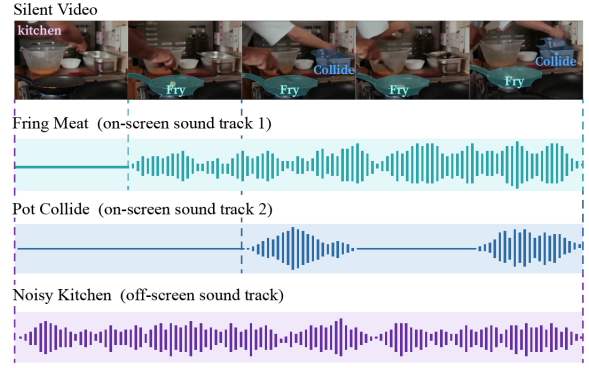 Silent Video
kitchen
Fry
Fry
Collide
Fry
Fry
Collide
Fring Meat (on-screen sound track 1)
Pot Collide (on-screen sound track 2)
Noisy Kitchen (off-screen sound track)